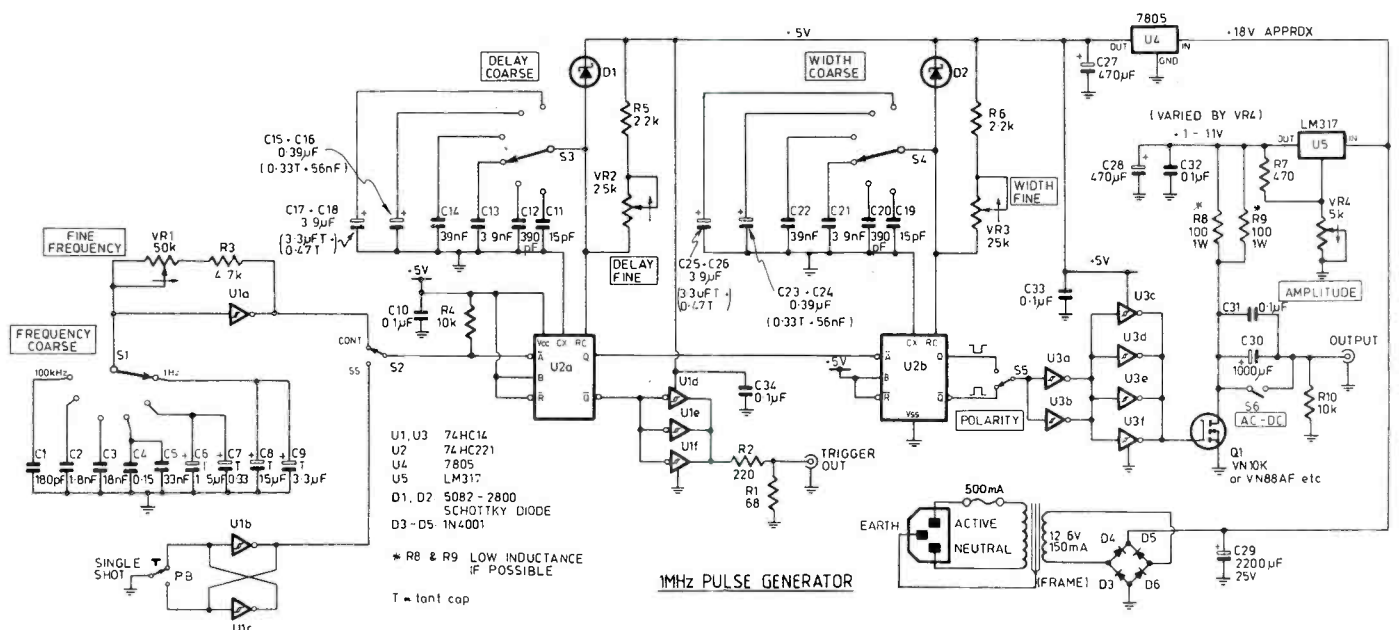 7805
U4
OUT
IN
GND
+5V
+18V APPROX
C27
470µF
DELAY
COARSE
D1
R5
2.2k
S3
VR2
25k
DELAY
FINE
C15+C16
0.39µF
(0.33T+56nF)
C17+C18
3.9µF
(3.3µFT+
0.47T)
C14
39nF
C13
3.9nF
C12
390
pF
C11
15pF
WIDTH
COARSE
D2
R6
2.2k
S4
WIDTH
FINE
VR3
25k
C22
39nF
C21
3.9nF
C20
390
pF
C19
15pF
C25+C26
3.9µF
(3.3µFT+
0.47T)
C23+C24
0.39µF
(0.33T+56nF)
(VARIED BY VR4)
+1-11V
LM317
U5
OUT
IN
C28
470µF
C32
0.1µF
R7
470
*
R8
100
1W
*
R9
100
1W
VR4
5k
AMPLITUDE
C31
0.1µF
C30
1000µF
S6
AC-DC
OUTPUT
R10
10k
Q1
VN10K
or VN88AF etc
FINE
FREQUENCY
VR1
50k
R3
4.7k
U1a
FREQUENCY
COARSE
S1
100kHz
1Hz
C1
180pF
C2
1.8nF
C3
18nF
C4
0.15
C5
33nF
C6
T
1.5µF
C7
T
0.33
C8
T
15µF
C9
T
3.3µF
CONT
S2
SS
+5V
C10
0.1µF
R4
10k
Vcc
CX
RC
A
B
R
Q
Q
U2a
U1d
U1e
U1f
C34
0.1µF
R2
220
R1
68
TRIGGER
OUT
+5V
CX
RC
A
B
R
Q
Q
U2b
Vss
S5
POLARITY
C33
0.1µF
+5V
U3a
U3b
U3c
U3d
U3e
U3f
U1b
U1c
SINGLE
SHOT
PB
U1,U3 74HC14
U2 74HC221
U4 7805
U5 LM317
D1, D2 5082-2800
SCHOTTKY DIODE
D3-D5 1N4001
* R8 & R9 LOW INDUCTANCE
IF POSSIBLE
T = tant cap
1MHz PULSE GENERATOR
500mA
EARTH
ACTIVE
NEUTRAL
12.6V
150mA
(FRAME)
D4
D5
D3
D6
C29
2200µF
25V